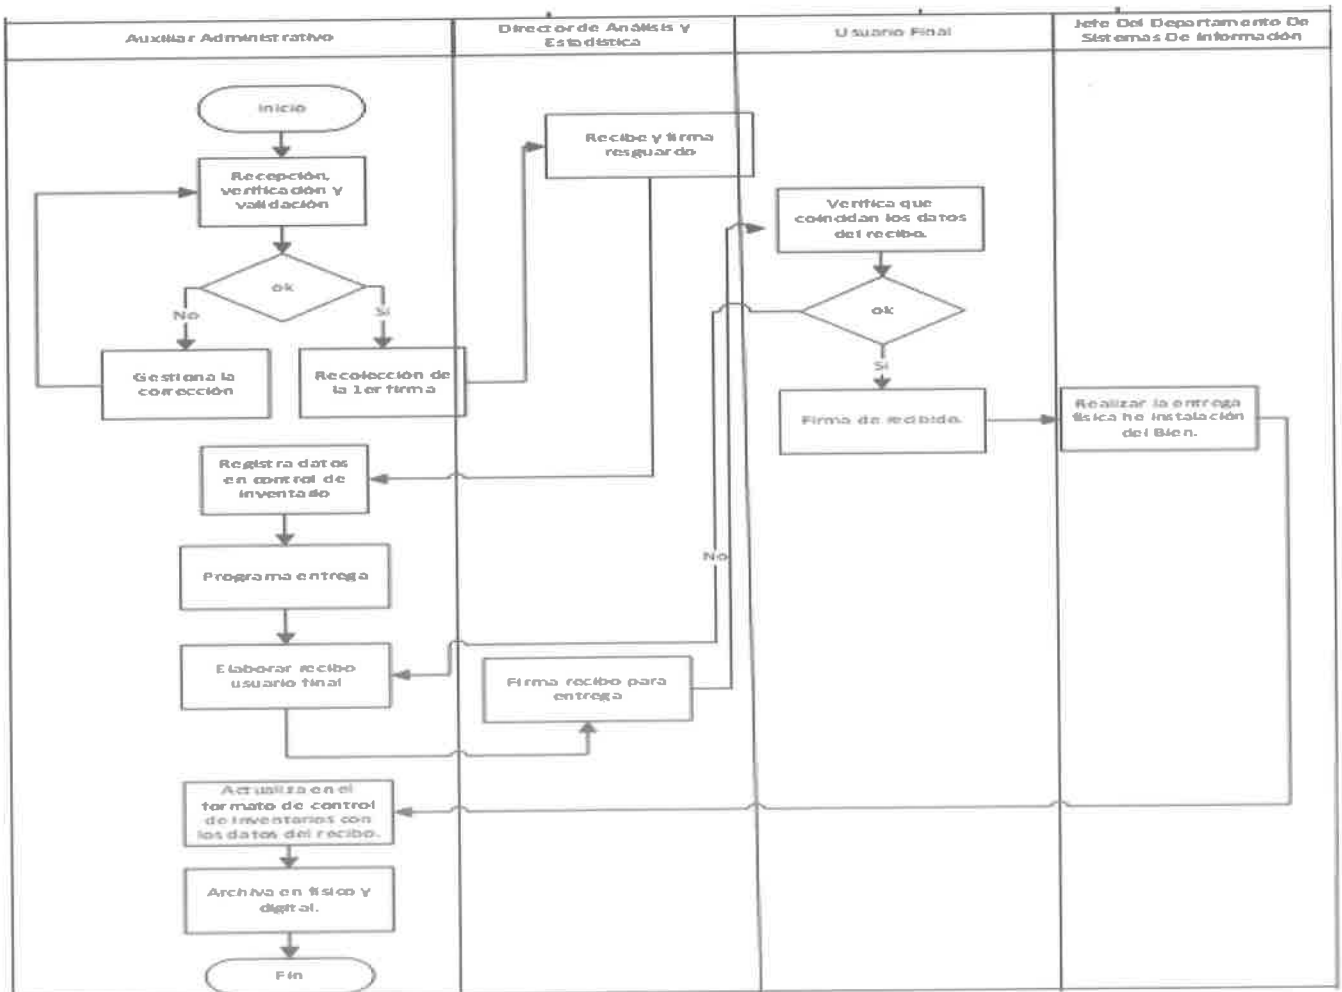 Auxiliar Administrativo
Director de Análisis y
Estadística
Usuario Final
Jefe Del Departamento De
Sistemas De Información
Inicio
Recepción,
verificación y
validación
ok
No
Si
Gestiona la
corrección
Recolección de
la 1er firma
Recibe y firma
resguardo
Verifica que
coincidan los datos
del recibo.
ok
Si
Firma de recibido.
Realizar la entrega
física he instalación
del Bien.
Registra datos
en control de
inventado
Programa entrega
No
Elaborar recibo
usuario final
Firma recibo para
entrega
Actualiza en el
formato de control
de inventarios con
los datos del recibo.
Archiva en físico y
digital.
Fin